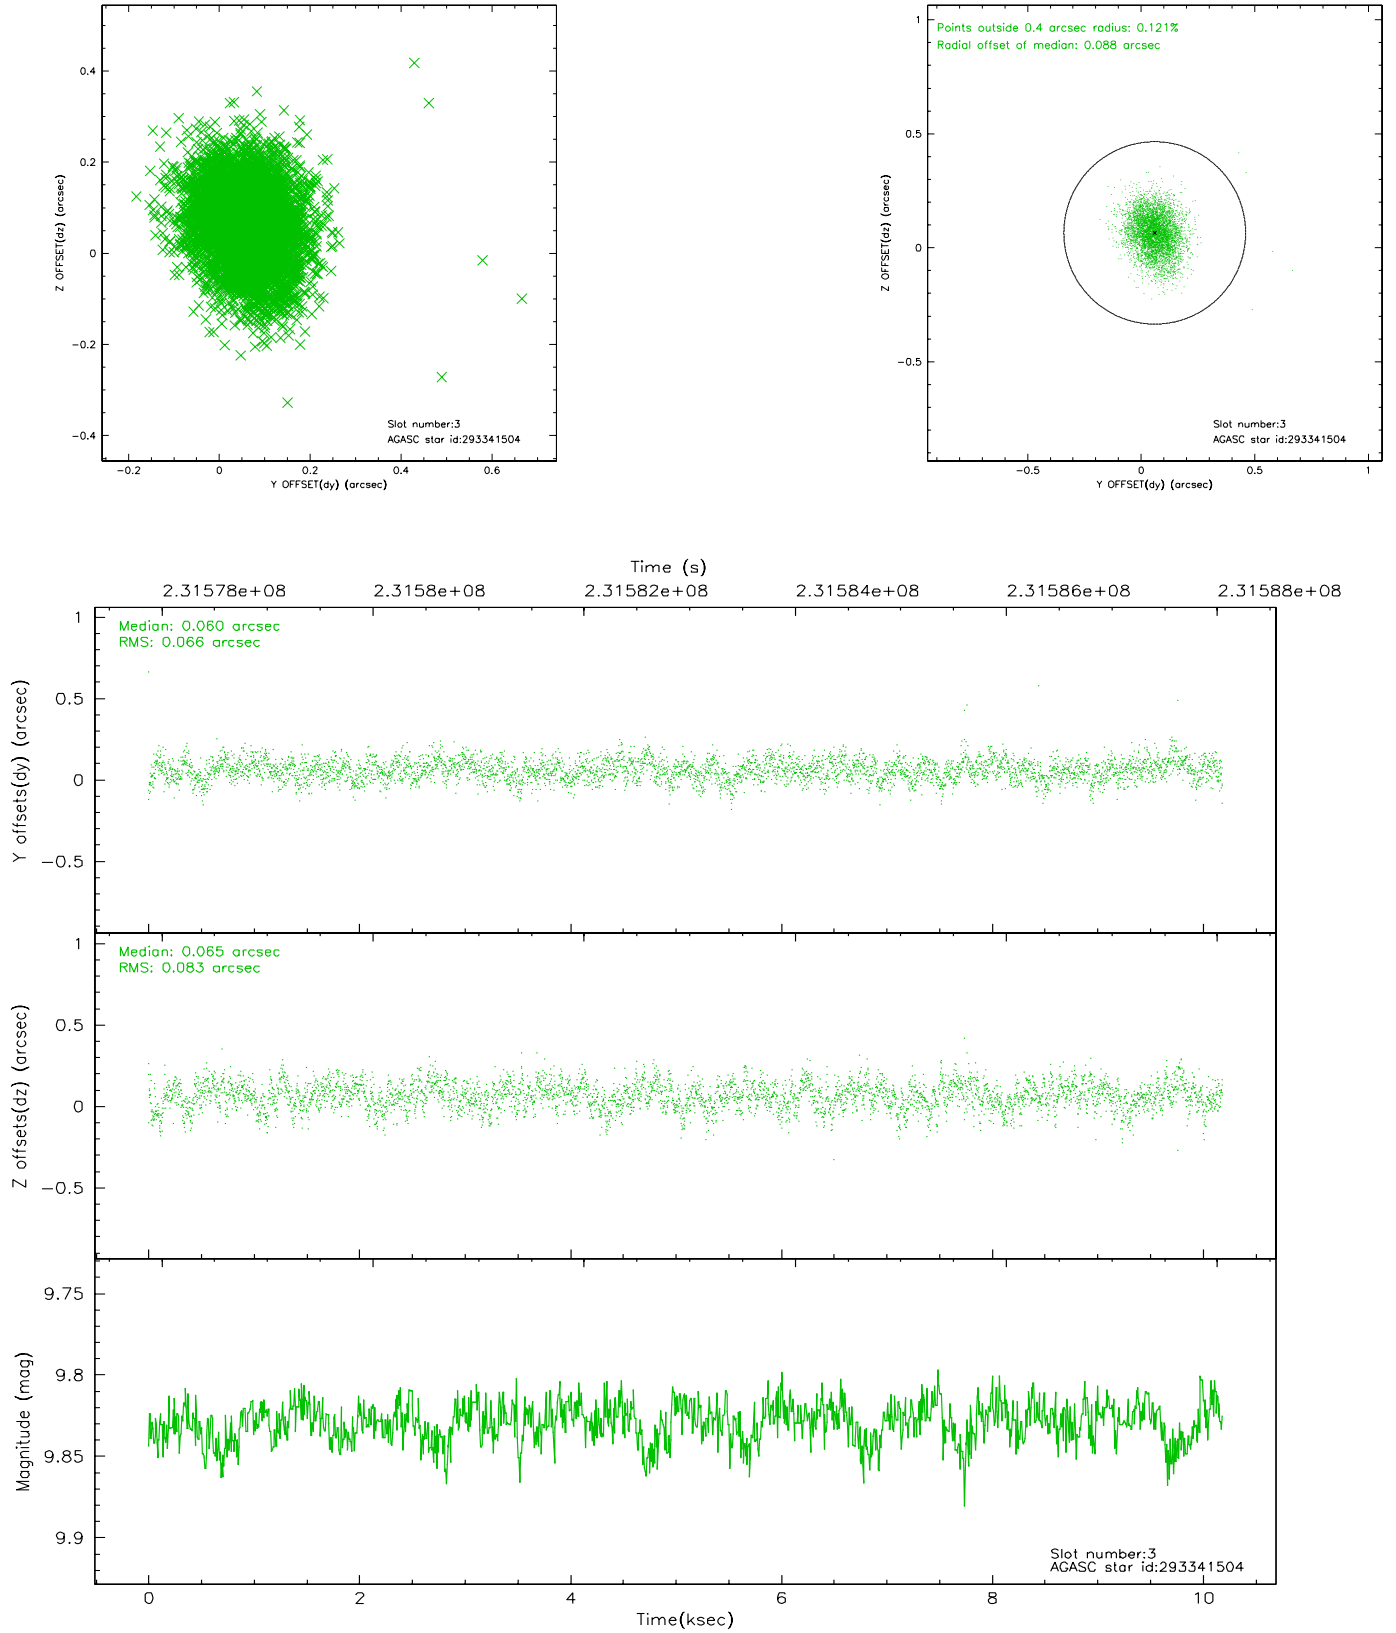 0.4
0.2
0
−0.2
−0.4
Z OFFSET(dz) (arcsec)
Slot number:3
AGASC star id:293341504
−0.2 0 0.2 0.4 0.6
Y OFFSET(dy) (arcsec)
Points outside 0.4 arcsec radius: 0.121%
Radial offset of median: 0.088 arcsec
1
0.5
0
−0.5
Z OFFSET(dz) (arcsec)
Slot number:3
AGASC star id:293341504
−0.5 0 0.5 1
Y OFFSET(dy) (arcsec)
Time (s)
2.31578e+08 2.3158e+08 2.31582e+08 2.31584e+08 2.31586e+08 2.31588e+08
Median: 0.060 arcsec
RMS: 0.066 arcsec
1
0.5
0
−0.5
Y offsets(dy) (arcsec)
Median: 0.065 arcsec
RMS: 0.083 arcsec
1
0.5
0
−0.5
Z offsets(dz) (arcsec)
9.75
9.8
9.85
9.9
Magnitude (mag)
Slot number:3
AGASC star id:293341504
0 2 4 6 8 10
Time(ksec)